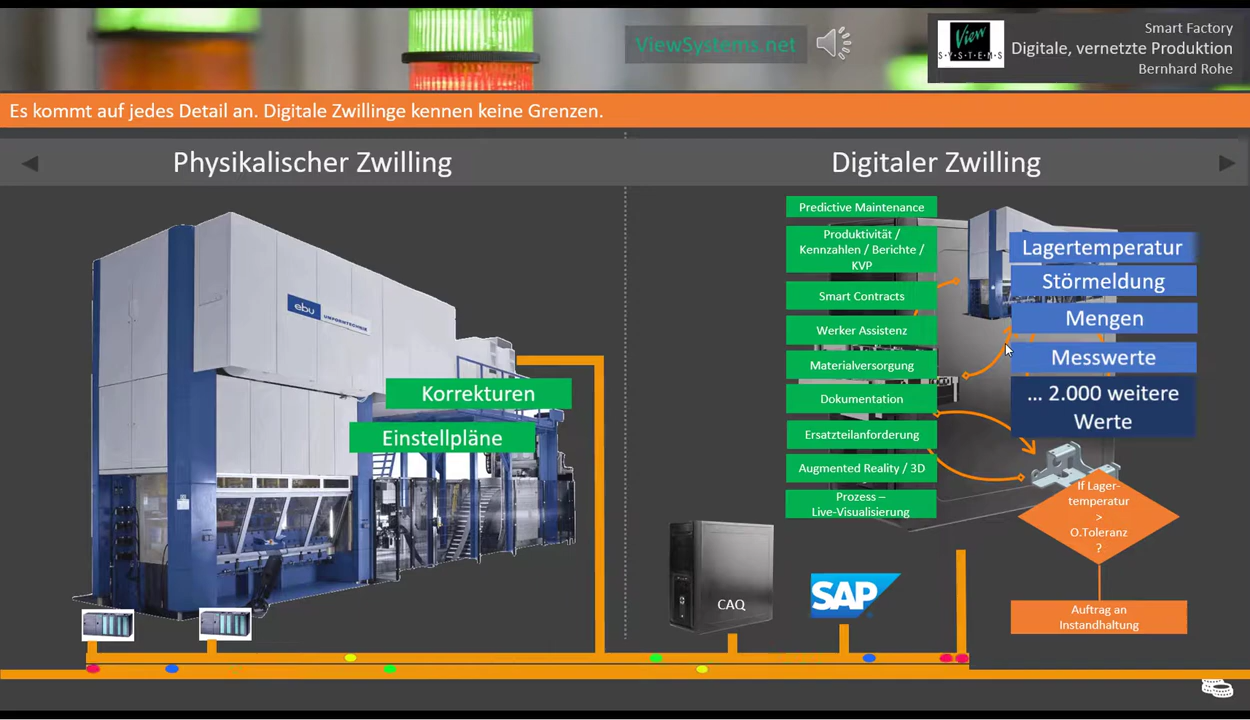 ViewSystems.net
View
S·Y·S·T·E·M·S
Smart Factory
Digitale, vernetzte Produktion
Bernhard Rohe
Es kommt auf jedes Detail an. Digitale Zwillinge kennen keine Grenzen.
Physikalischer Zwilling
Digitaler Zwilling
ebu
UMFORMTECHNIK
Korrekturen
Einstellpläne
Predictive Maintenance
Produktivität /
Kennzahlen / Berichte /
KVP
Smart Contracts
Werker Assistenz
Materialversorgung
Dokumentation
Ersatzteilanforderung
Augmented Reality / 3D
Prozess –
Live-Visualisierung
Lagertemperatur
Störmeldung
Mengen
Messwerte
... 2.000 weitere
Werte
If Lager-
temperatur
>
O.Toleranz
?
Auftrag an
Instandhaltung
CAQ
SAP